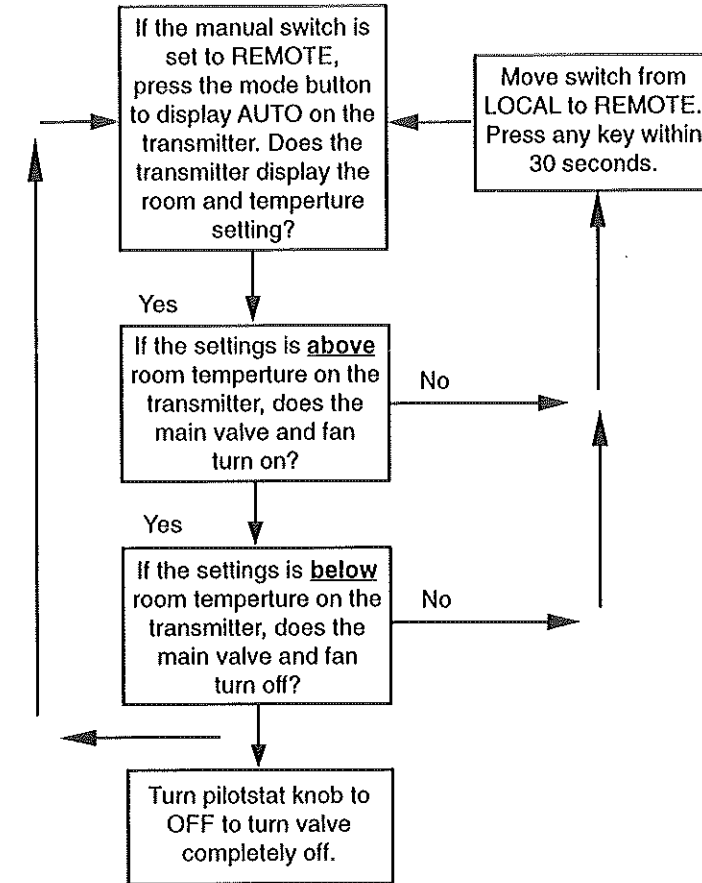 If the manual switch is
set to REMOTE,
press the mode button
to display AUTO on the
transmitter. Does the
transmitter display the
room and temperture
setting?
Move switch from
LOCAL to REMOTE.
Press any key within
30 seconds.
Yes
If the settings is above
room temperture on the
transmitter, does the
main valve and fan
turn on?
No
Yes
If the settings is below
room temperture on the
transmitter, does the
main valve and fan
turn off?
No
Turn pilotstat knob to
OFF to turn valve
completely off.